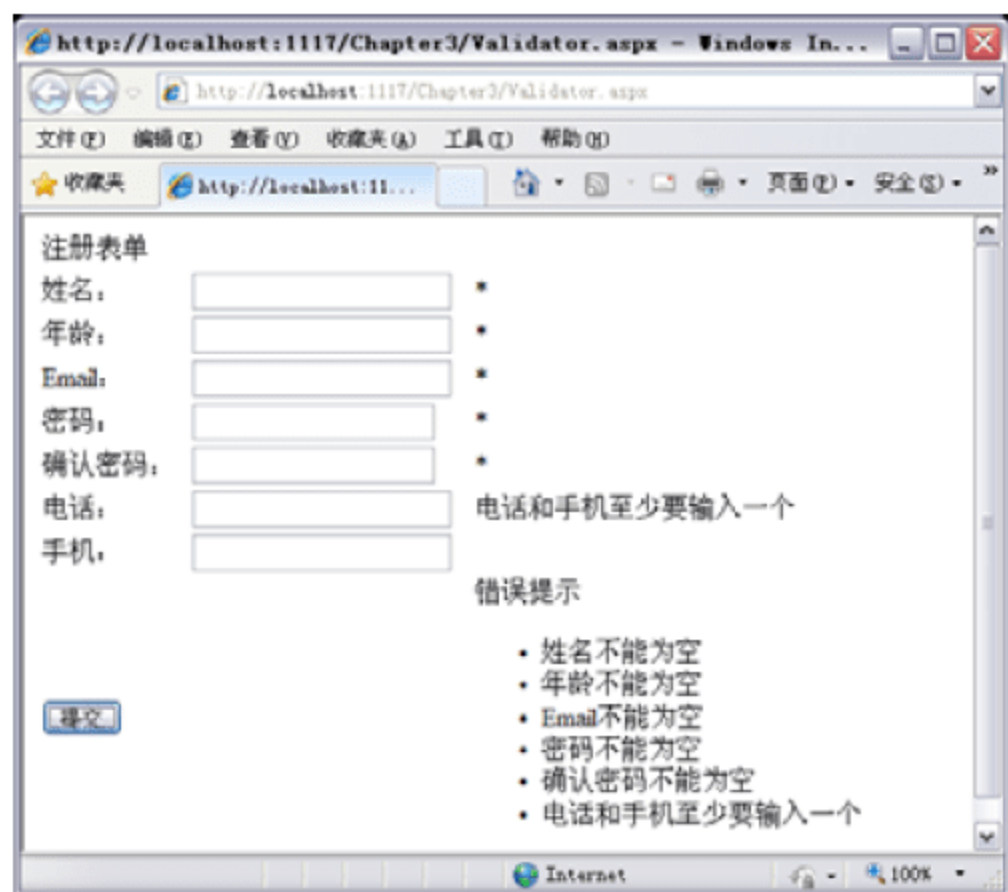 http://localhost:1117/Chapter3/Validator.aspx - Windows In...
http://localhost:1117/Chapter3/Validator.aspx
文件(F) 编辑(E) 查看(V) 收藏夹(A) 工具(T) 帮助(H)
收藏夹 http://localhost:11... 页面(P) 安全(S) »
注册表单
姓名: *
年龄: *
Email: *
密码: *
确认密码: *
电话: 电话和手机至少要输入一个
手机:
错误提示
• 姓名不能为空
• 年龄不能为空
• Email不能为空
• 密码不能为空
• 确认密码不能为空
• 电话和手机至少要输入一个
提交
Internet 100%